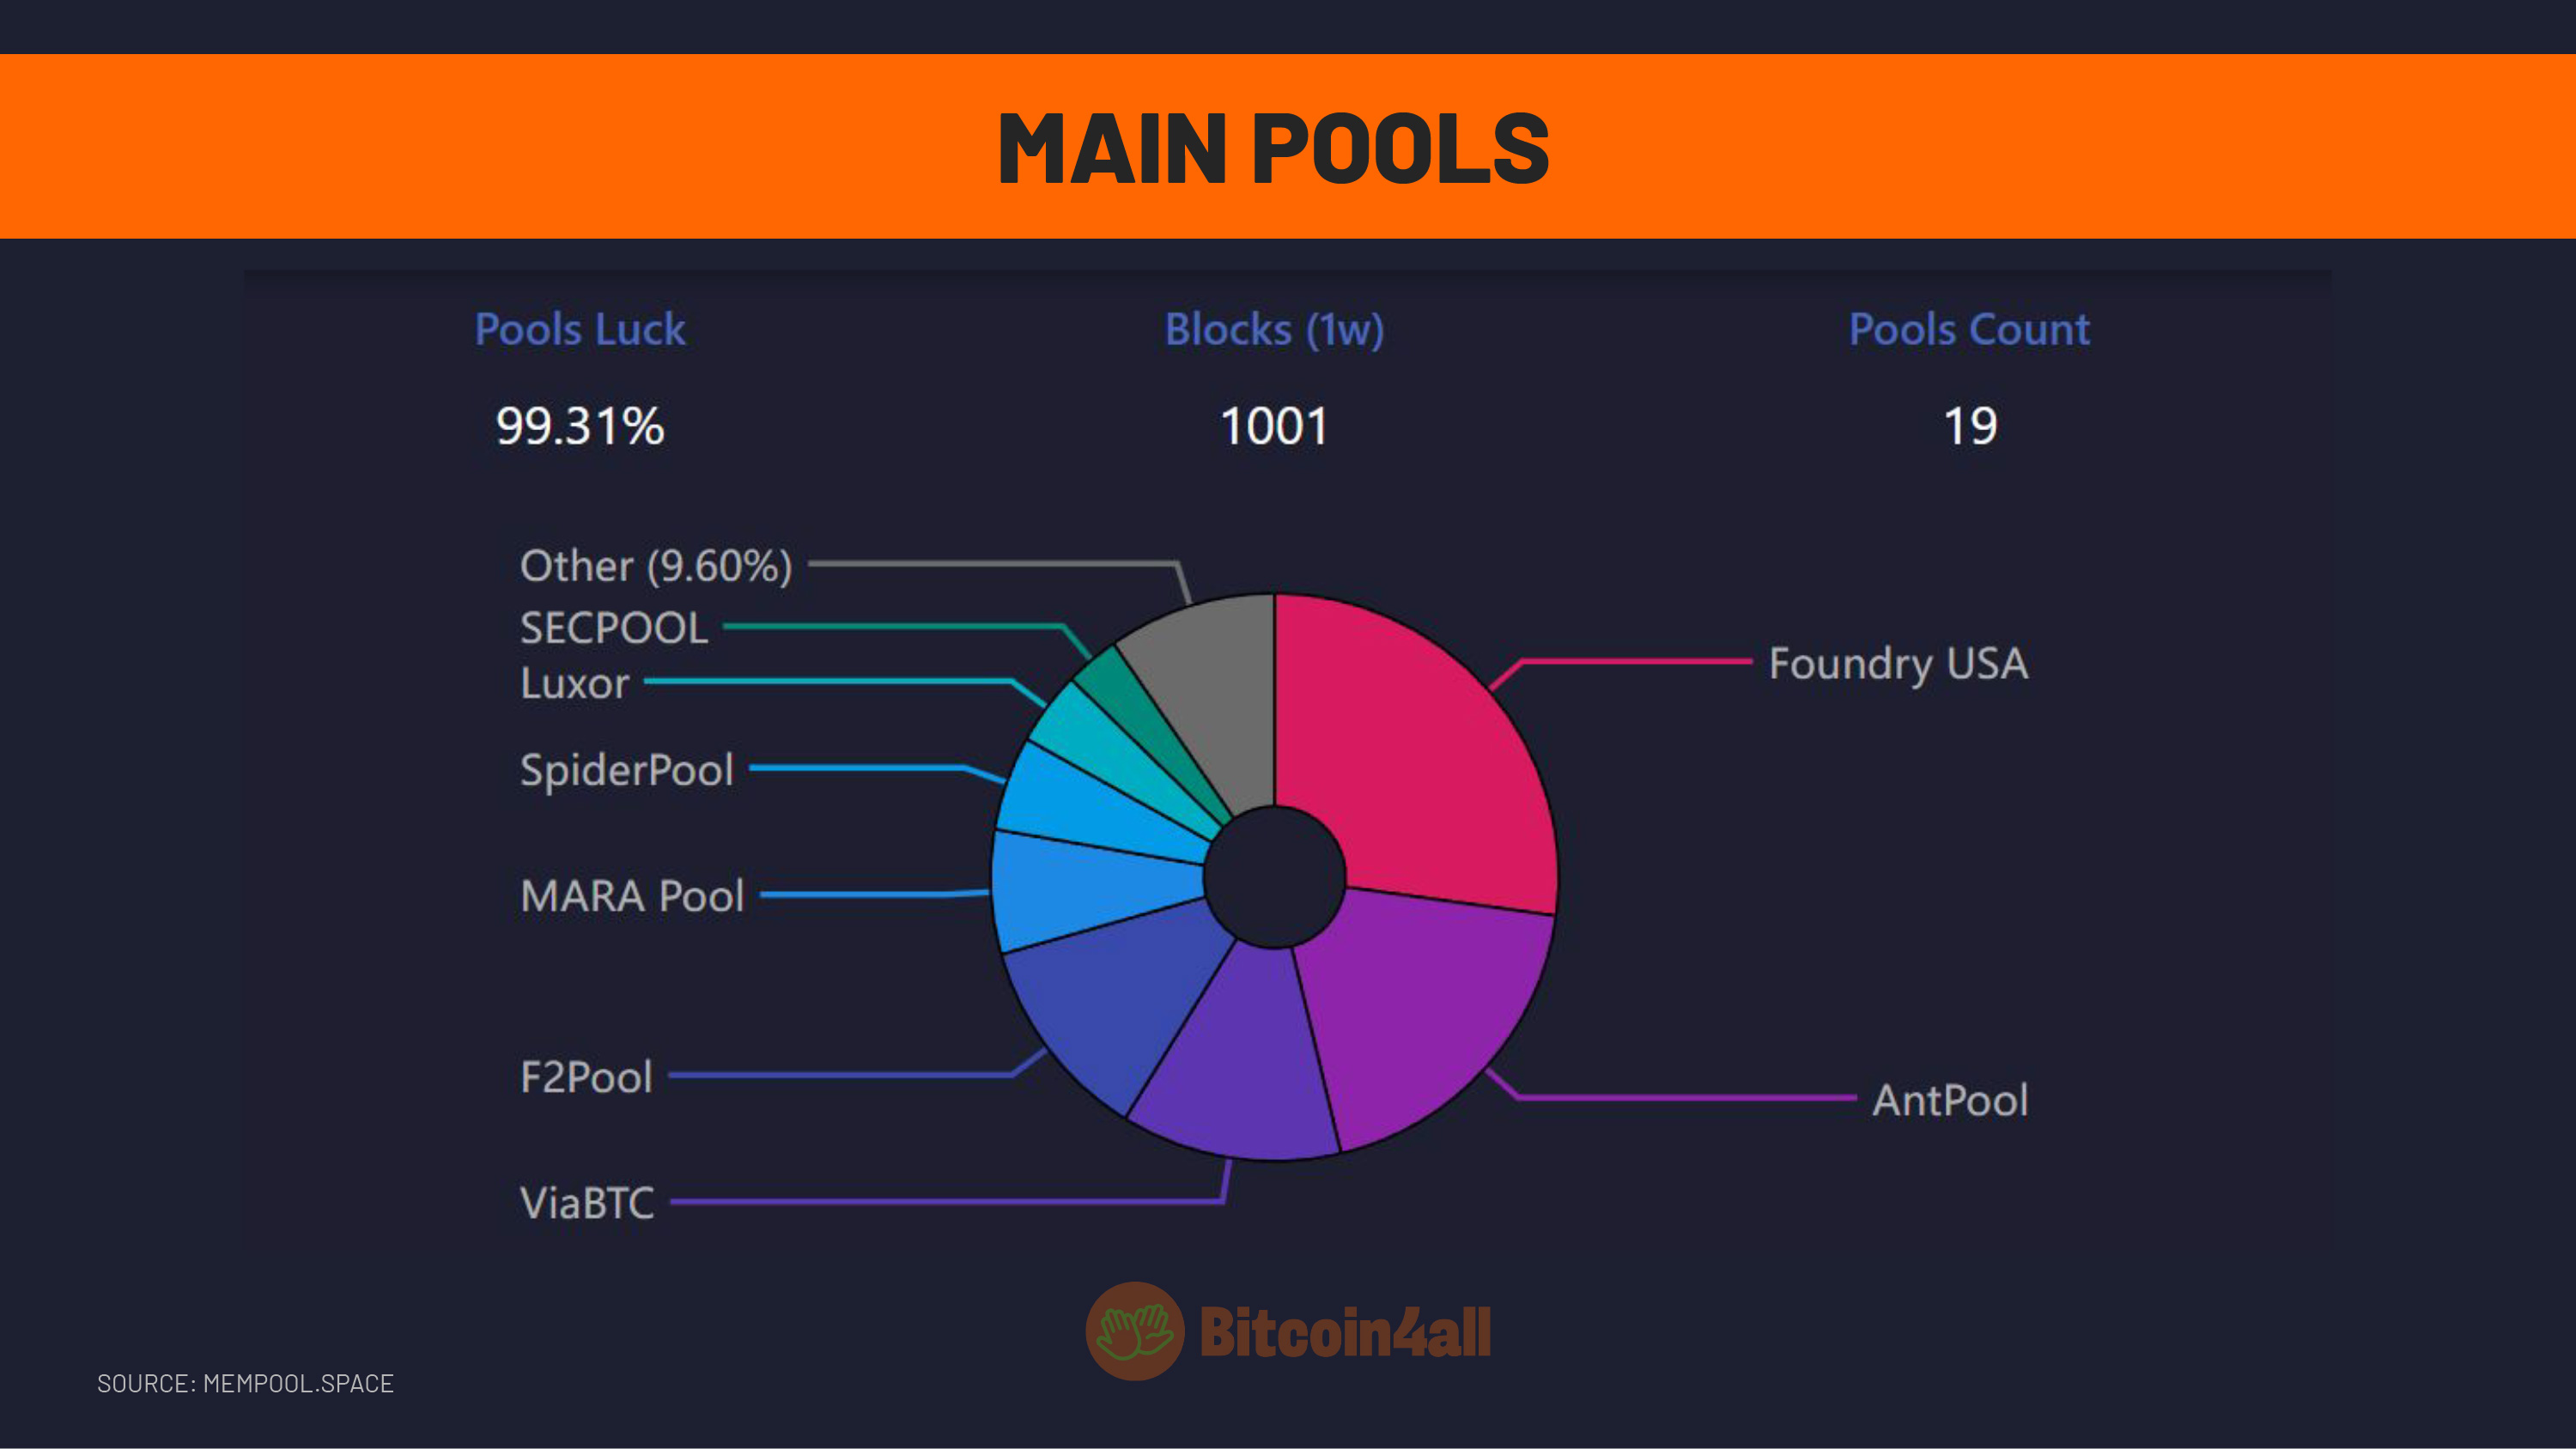 MAIN POOLS
Pools Luck
Blocks (1w)
Pools Count
99.31%
1001
19
Other (9.60%)
SECPOOL
Luxor
SpiderPool
MARA Pool
F2Pool
ViaBTC
Foundry USA
AntPool
Bitcoin4all
SOURCE: MEMPOOL.SPACE